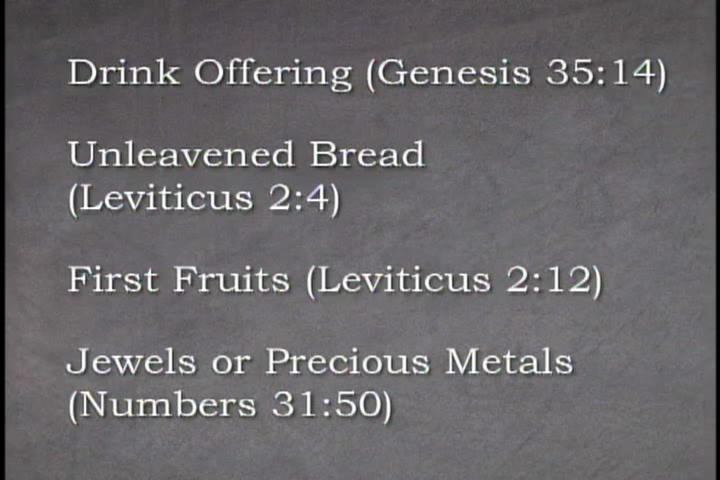 Drink Offering (Genesis 35:14)
Unleavened Bread
(Leviticus 2:4)
First Fruits (Leviticus 2:12)
Jewels or Precious Metals
(Numbers 31:50)